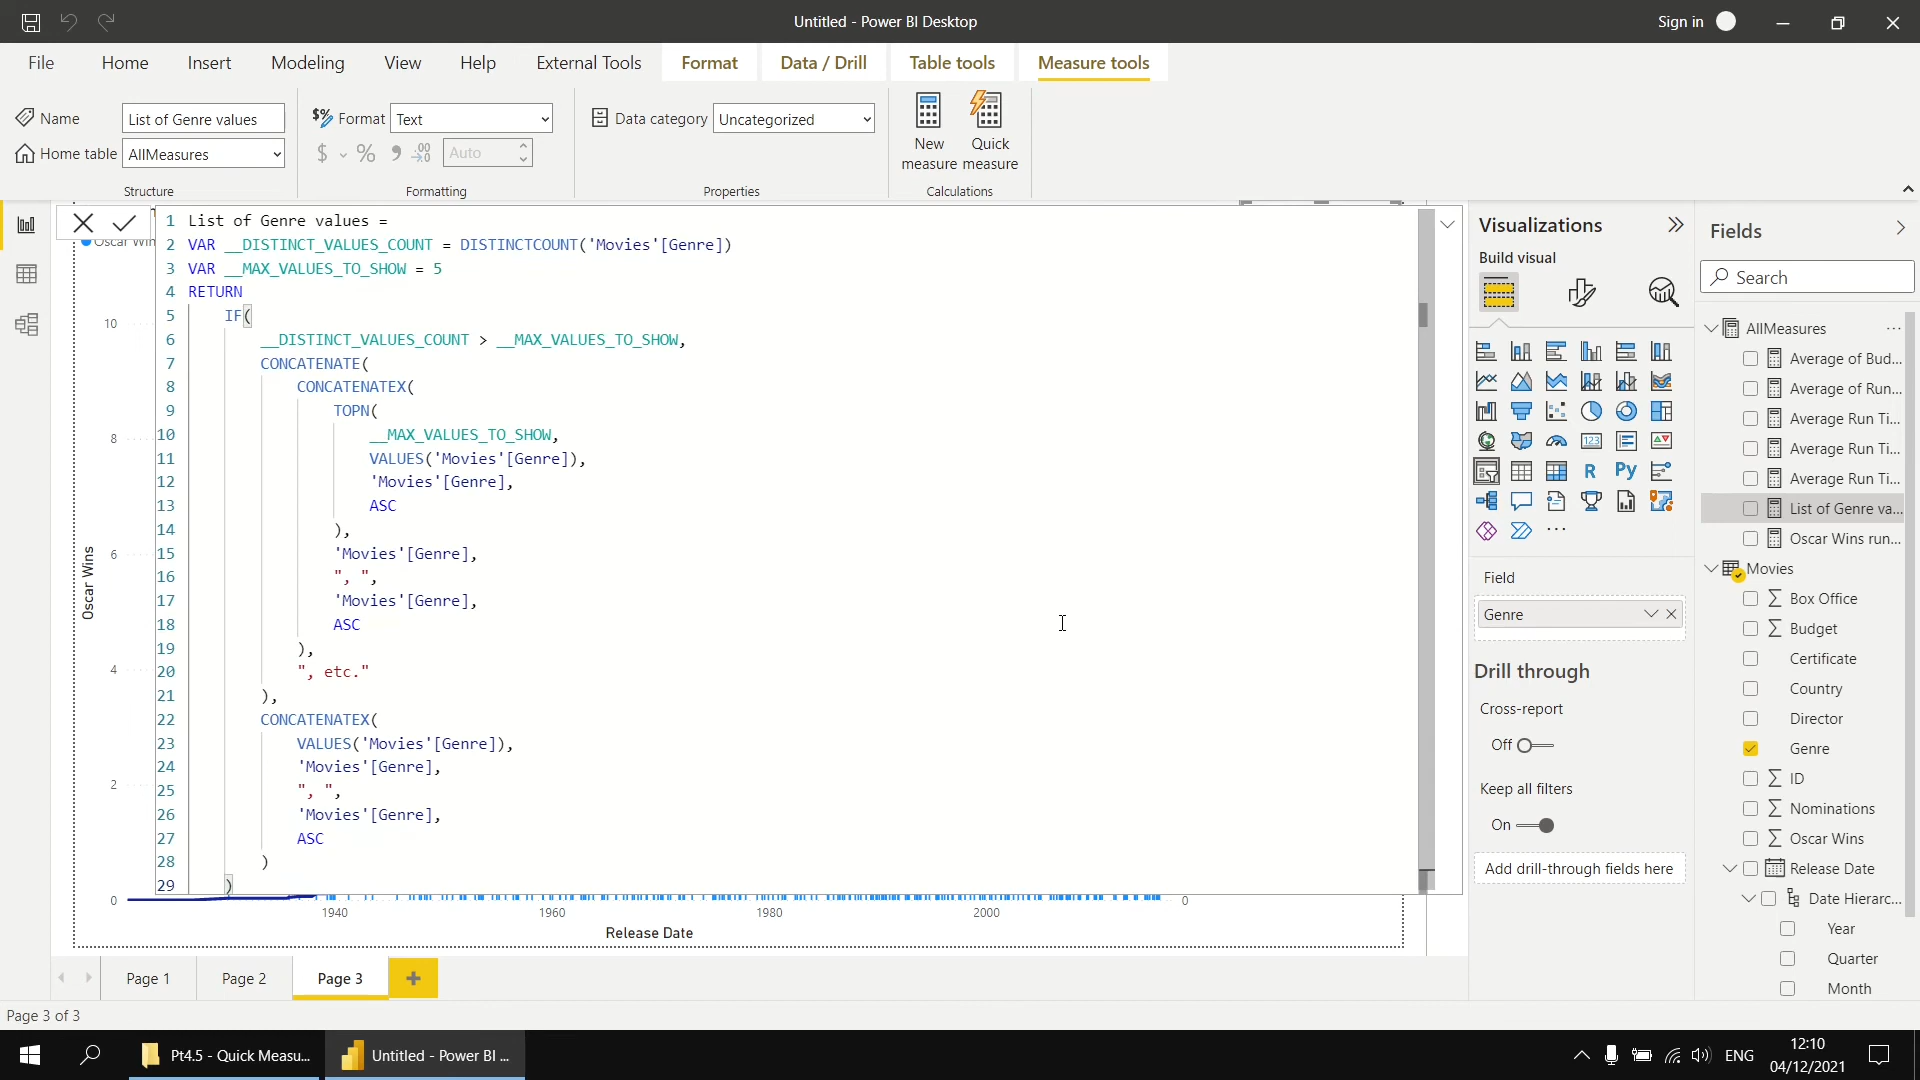 Untitled - Power BI Desktop
Sign in
File
Home
Insert
Modeling
View
Help
External Tools
Format
Data / Drill
Table tools
Measure tools
Name
List of Genre values
Home table
AllMeasures
Structure
Format
Text
$
%
Auto
Formatting
Data category
Uncategorized
Properties
New measure
Quick measure
Calculations
Oscar Win
1 List of Genre values =
2 VAR __DISTINCT_VALUES_COUNT = DISTINCTCOUNT('Movies'[Genre])
3 VAR __MAX_VALUES_TO_SHOW = 5
4 RETURN
5 IF(
6 __DISTINCT_VALUES_COUNT > __MAX_VALUES_TO_SHOW,
7 CONCATENATE(
8 CONCATENATEX(
9 TOPN(
10 __MAX_VALUES_TO_SHOW,
11 VALUES('Movies'[Genre]),
12 'Movies'[Genre],
13 ASC
14 ),
15 'Movies'[Genre],
16 ", ",
17 'Movies'[Genre],
18 ASC
19 ),
20 ", etc."
21 ),
22 CONCATENATEX(
23 VALUES('Movies'[Genre]),
24 'Movies'[Genre],
25 ", ",
26 'Movies'[Genre],
27 ASC
28 )
29 )
10
8
6
4
2
0
Oscar Wins
0
1940
1960
1980
2000
Release Date
Visualizations
Build visual
123
R
Py
Field
Genre
Drill through
Cross-report
Off
Keep all filters
On
Add drill-through fields here
Fields
Search
AllMeasures
Average of Bud...
Average of Run...
Average Run Ti...
Average Run Ti...
Average Run Ti...
List of Genre va...
Oscar Wins run...
Movies
Box Office
Budget
Certificate
Country
Director
Genre
ID
Nominations
Oscar Wins
Release Date
Date Hierarc...
Year
Quarter
Month
Page 1
Page 2
Page 3
Page 3 of 3
Pt4.5 - Quick Measu...
Untitled - Power BI ...
ENG
12:10
04/12/2021